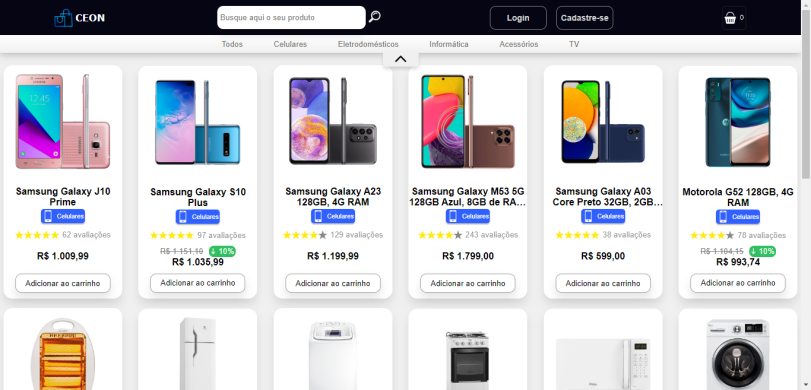 CEON
Busque aqui o seu produto
Login
Cadastre-se
0
Todos
Celulares
Eletrodomésticos
Informática
Acessórios
TV
Samsung Galaxy J10 Prime
Celulares
62 avaliações
R$ 1.009,99
Adicionar ao carrinho
Samsung Galaxy S10 Plus
Celulares
97 avaliações
R$ 1.151,10
10%
R$ 1.035,99
Adicionar ao carrinho
Samsung Galaxy A23
128GB, 4G RAM
Celulares
129 avaliações
R$ 1.199,99
Adicionar ao carrinho
Samsung Galaxy M53 5G
128GB Azul, 8GB de RA...
Celulares
243 avaliações
R$ 1.799,00
Adicionar ao carrinho
Samsung Galaxy A03
Core Preto 32GB, 2GB...
Celulares
38 avaliações
R$ 599,00
Adicionar ao carrinho
Motorola G52 128GB, 4G
RAM
Celulares
78 avaliações
R$ 1.104,15
10%
R$ 993,74
Adicionar ao carrinho